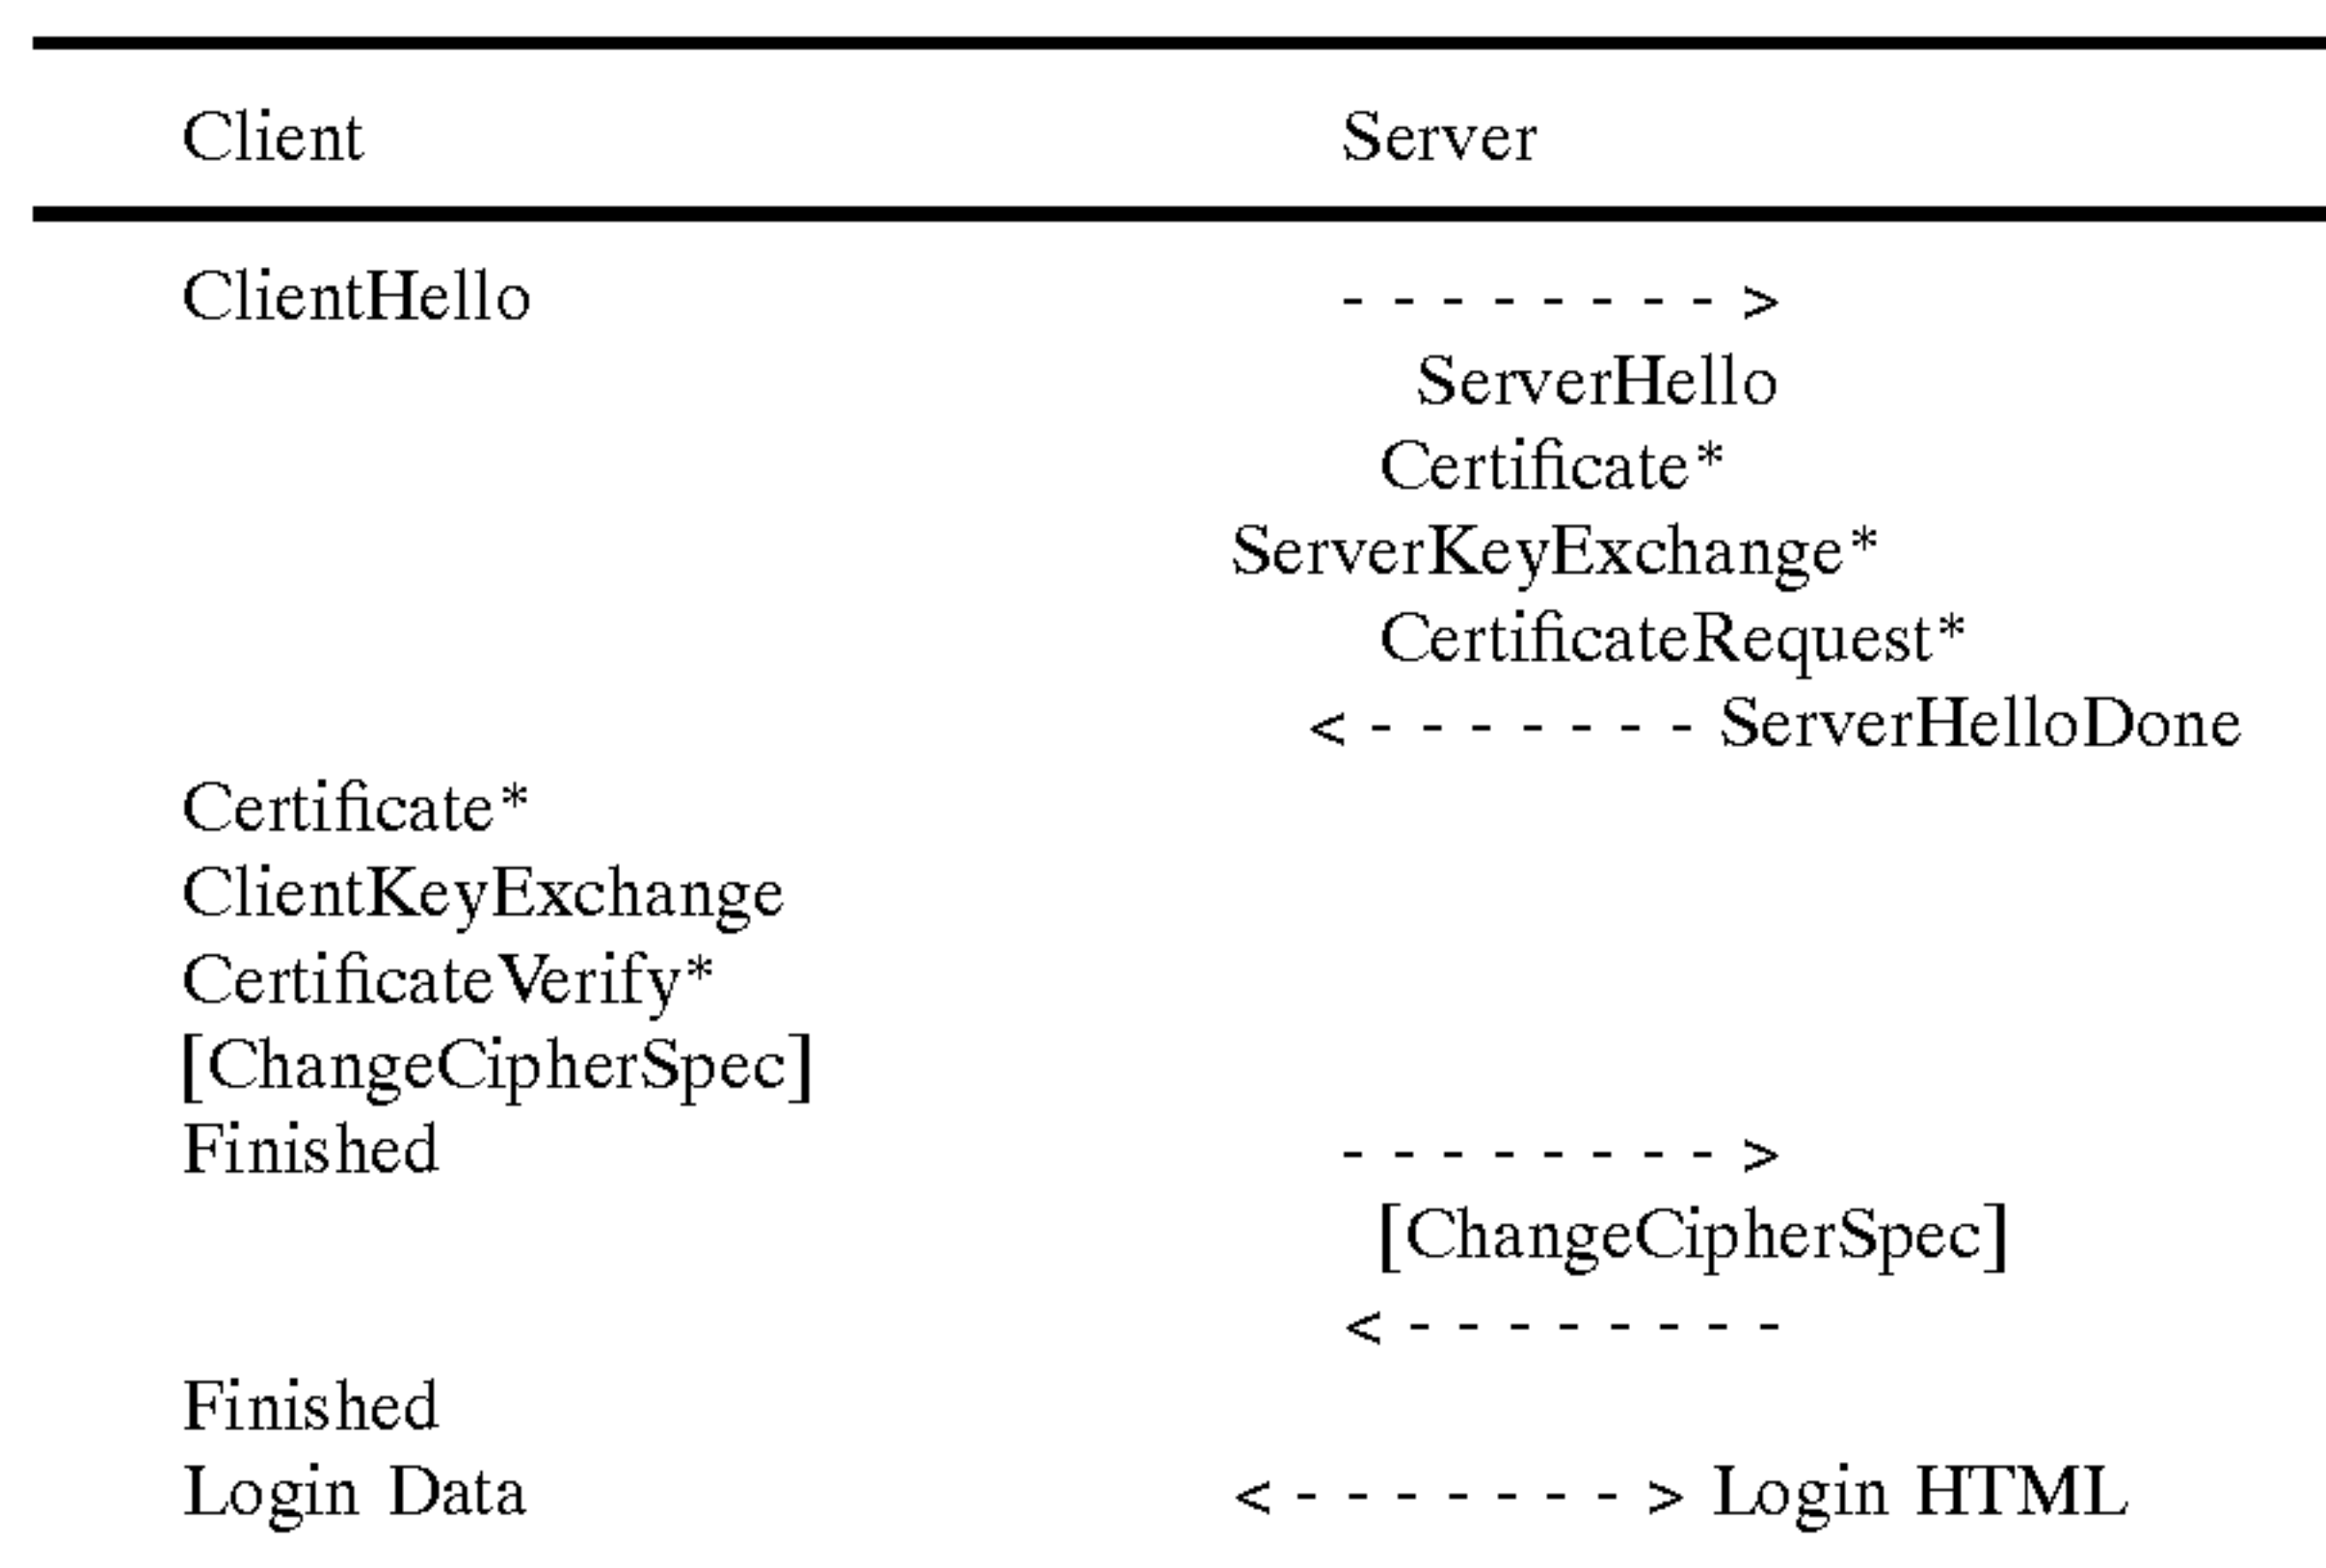 Client Server
ClientHello - - - - - - - - >
ServerHello
Certificate*
ServerKeyExchange*
CertificateRequest*
< - - - - - - - ServerHelloDone
Certificate*
ClientKeyExchange
CertificateVerify*
[ChangeCipherSpec]
Finished - - - - - - - - >
[ChangeCipherSpec]
< - - - - - - - -
Finished
Login Data < - - - - - - - > Login HTML